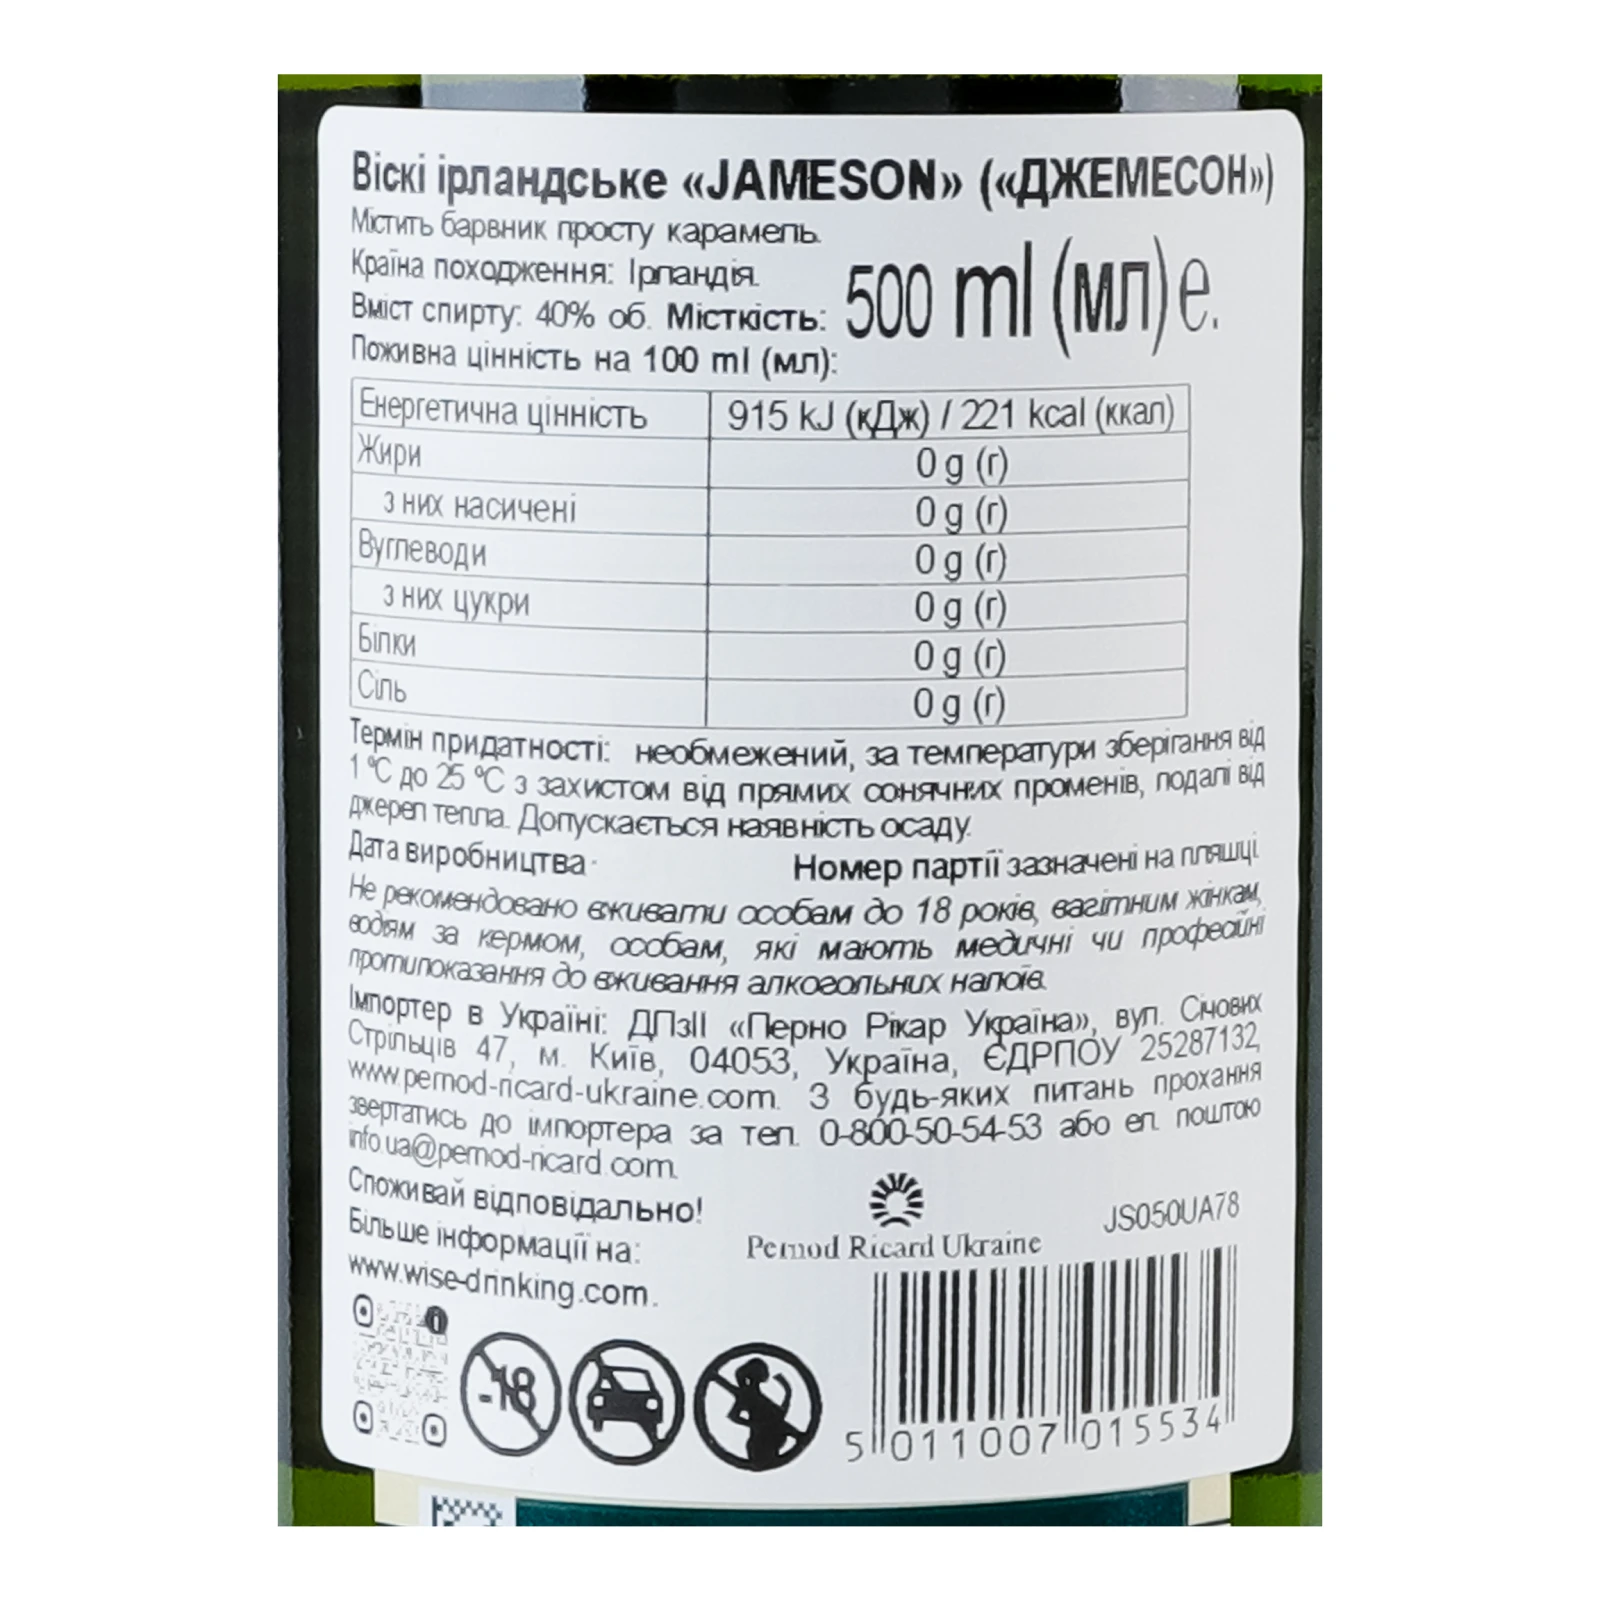 Віскі ірландське «JAMESON» («ДЖЕМЕСОН»)
Містить барвник просту карамель.
Країна походження: Ірландія.
Вміст спирту: 40% об. Місткість: 500 ml (мл) e.
Поживна цінність на 100 ml (мл):
Енергетична цінність 915 kJ (кДж) / 221 kcal (ккал)
Жири 0 g (г)
з них насичені 0 g (г)
Вуглеводи 0 g (г)
з них цукри 0 g (г)
Білки 0 g (г)
Сіль 0 g (г)
Термін придатності: необмежений, за температури зберігання від
1 °C до 25 °C з захистом від прямих сонячних променів, подалі від
джерел тепла. Допускається наявність осаду.
Дата виробництва · Номер партії зазначені на пляшці.
Не рекомендовано вживати особам до 18 років, вагітним жінкам,
водіям за кермом, особам, які мають медичні чи професійні
протипоказання до вживання алкогольних напоїв.
Імпортер в Україні: ДПзІІ «Перно Рікар Україна», вул. Січових
Стрільців 47, м. Київ, 04053, Україна, ЄДРПОУ 25287132,
www.pernod-ricard-ukraine.com. З будь-яких питань прохання
звертатись до імпортера за тел. 0-800-50-54-53 або ел. поштою
info.ua@pernod-ricard.com.
Споживай відповідально!
Більше інформації на:
www.wise-drinking.com.
Pernod Ricard Ukraine
JS050UA78
-18
5 011007 015534